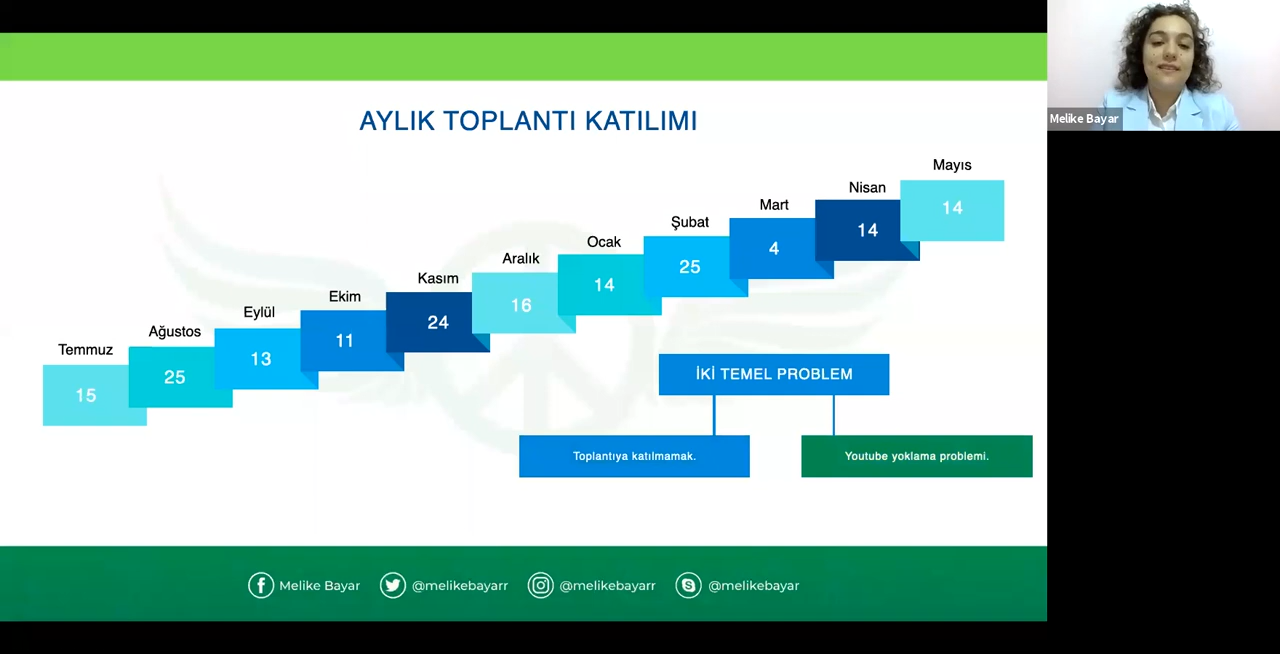 Melike Bayar
AYLIK TOPLANTI KATILIMI
Temmuz
15
Ağustos
25
Eylül
13
Ekim
11
Kasım
24
Aralık
16
Ocak
14
Şubat
25
Mart
4
Nisan
14
Mayıs
14
İKİ TEMEL PROBLEM
Toplantıya katılmamak.
Youtube yoklama problemi.
Melike Bayar
@melikebayarr
@melikebayarr
@melikebayar